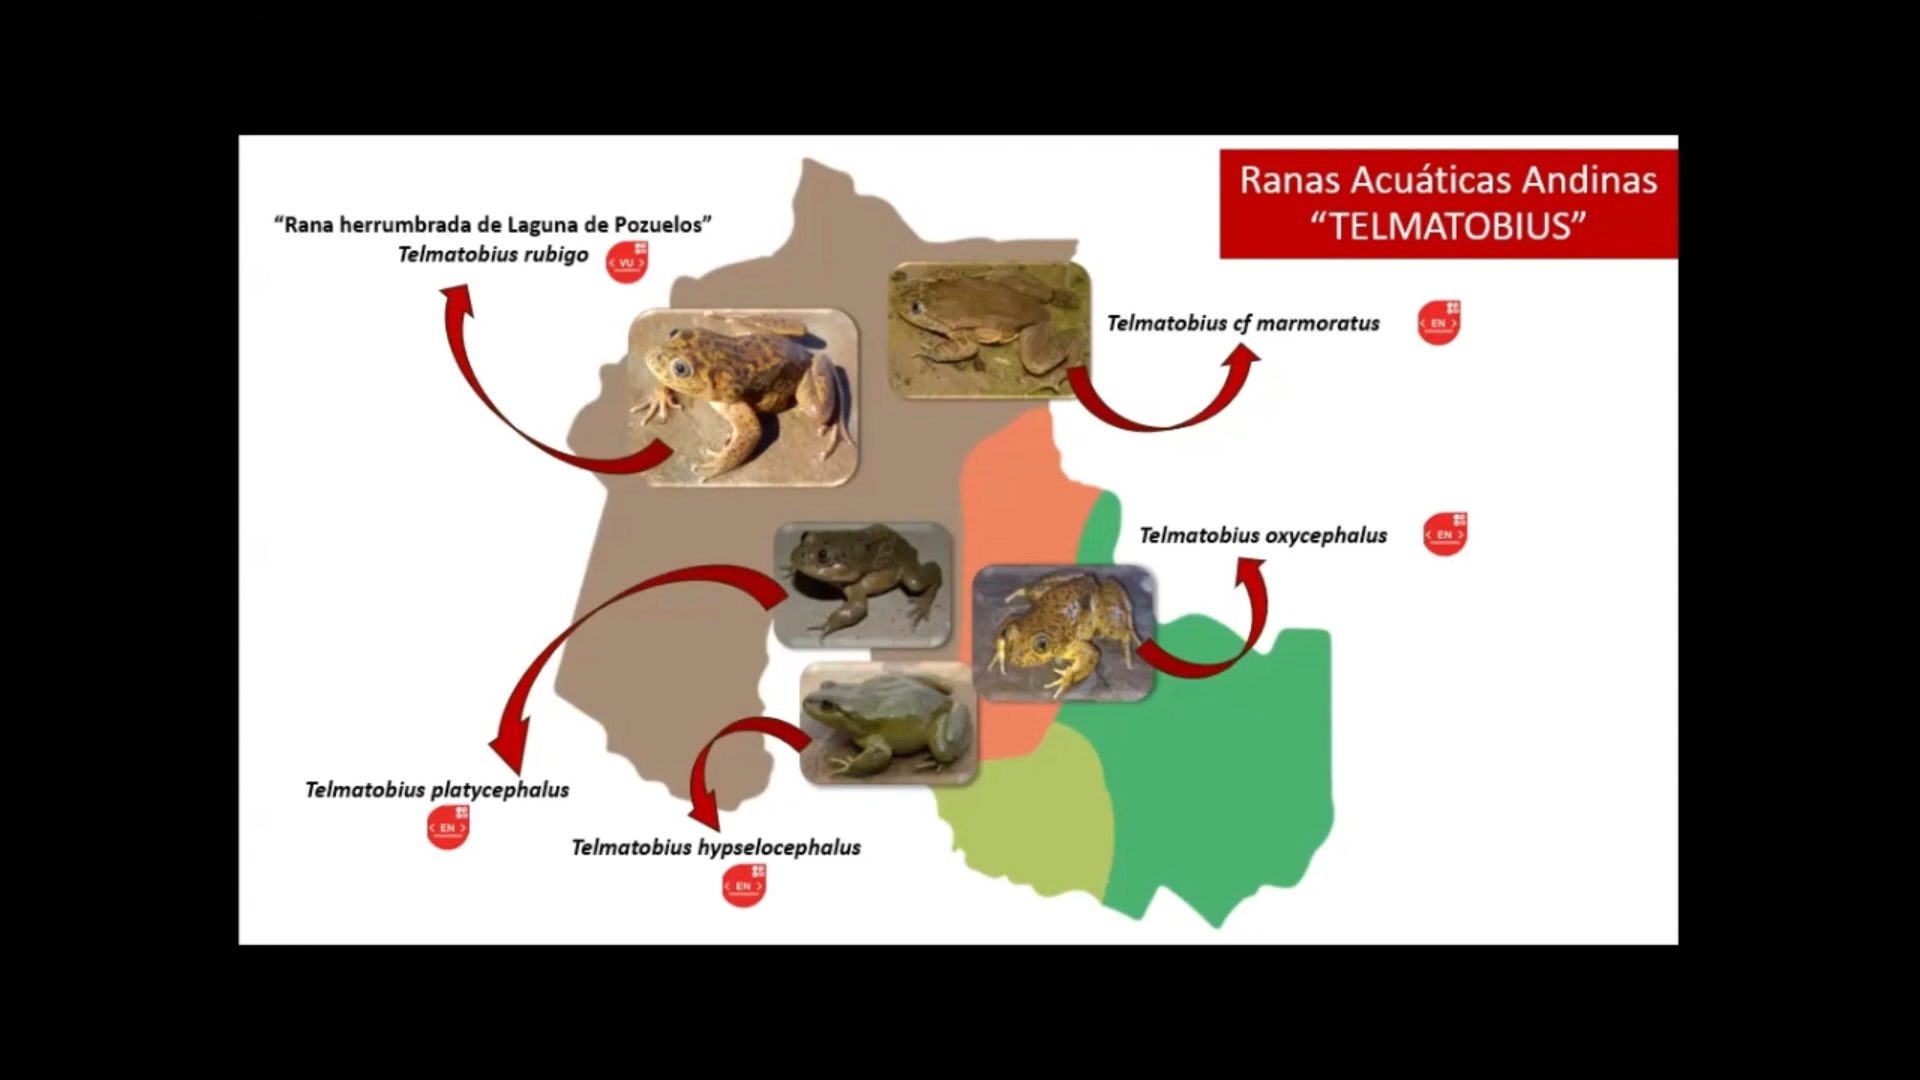 Ranas Acuáticas Andinas
“TELMATOBIUS”
“Rana herrumbrada de Laguna de Pozuelos”
Telmatobius rubigo
< VU >
Telmatobius cf marmoratus
< EN >
Telmatobius oxycephalus
< EN >
Telmatobius platycephalus
< EN >
Telmatobius hypselocephalus
< EN >